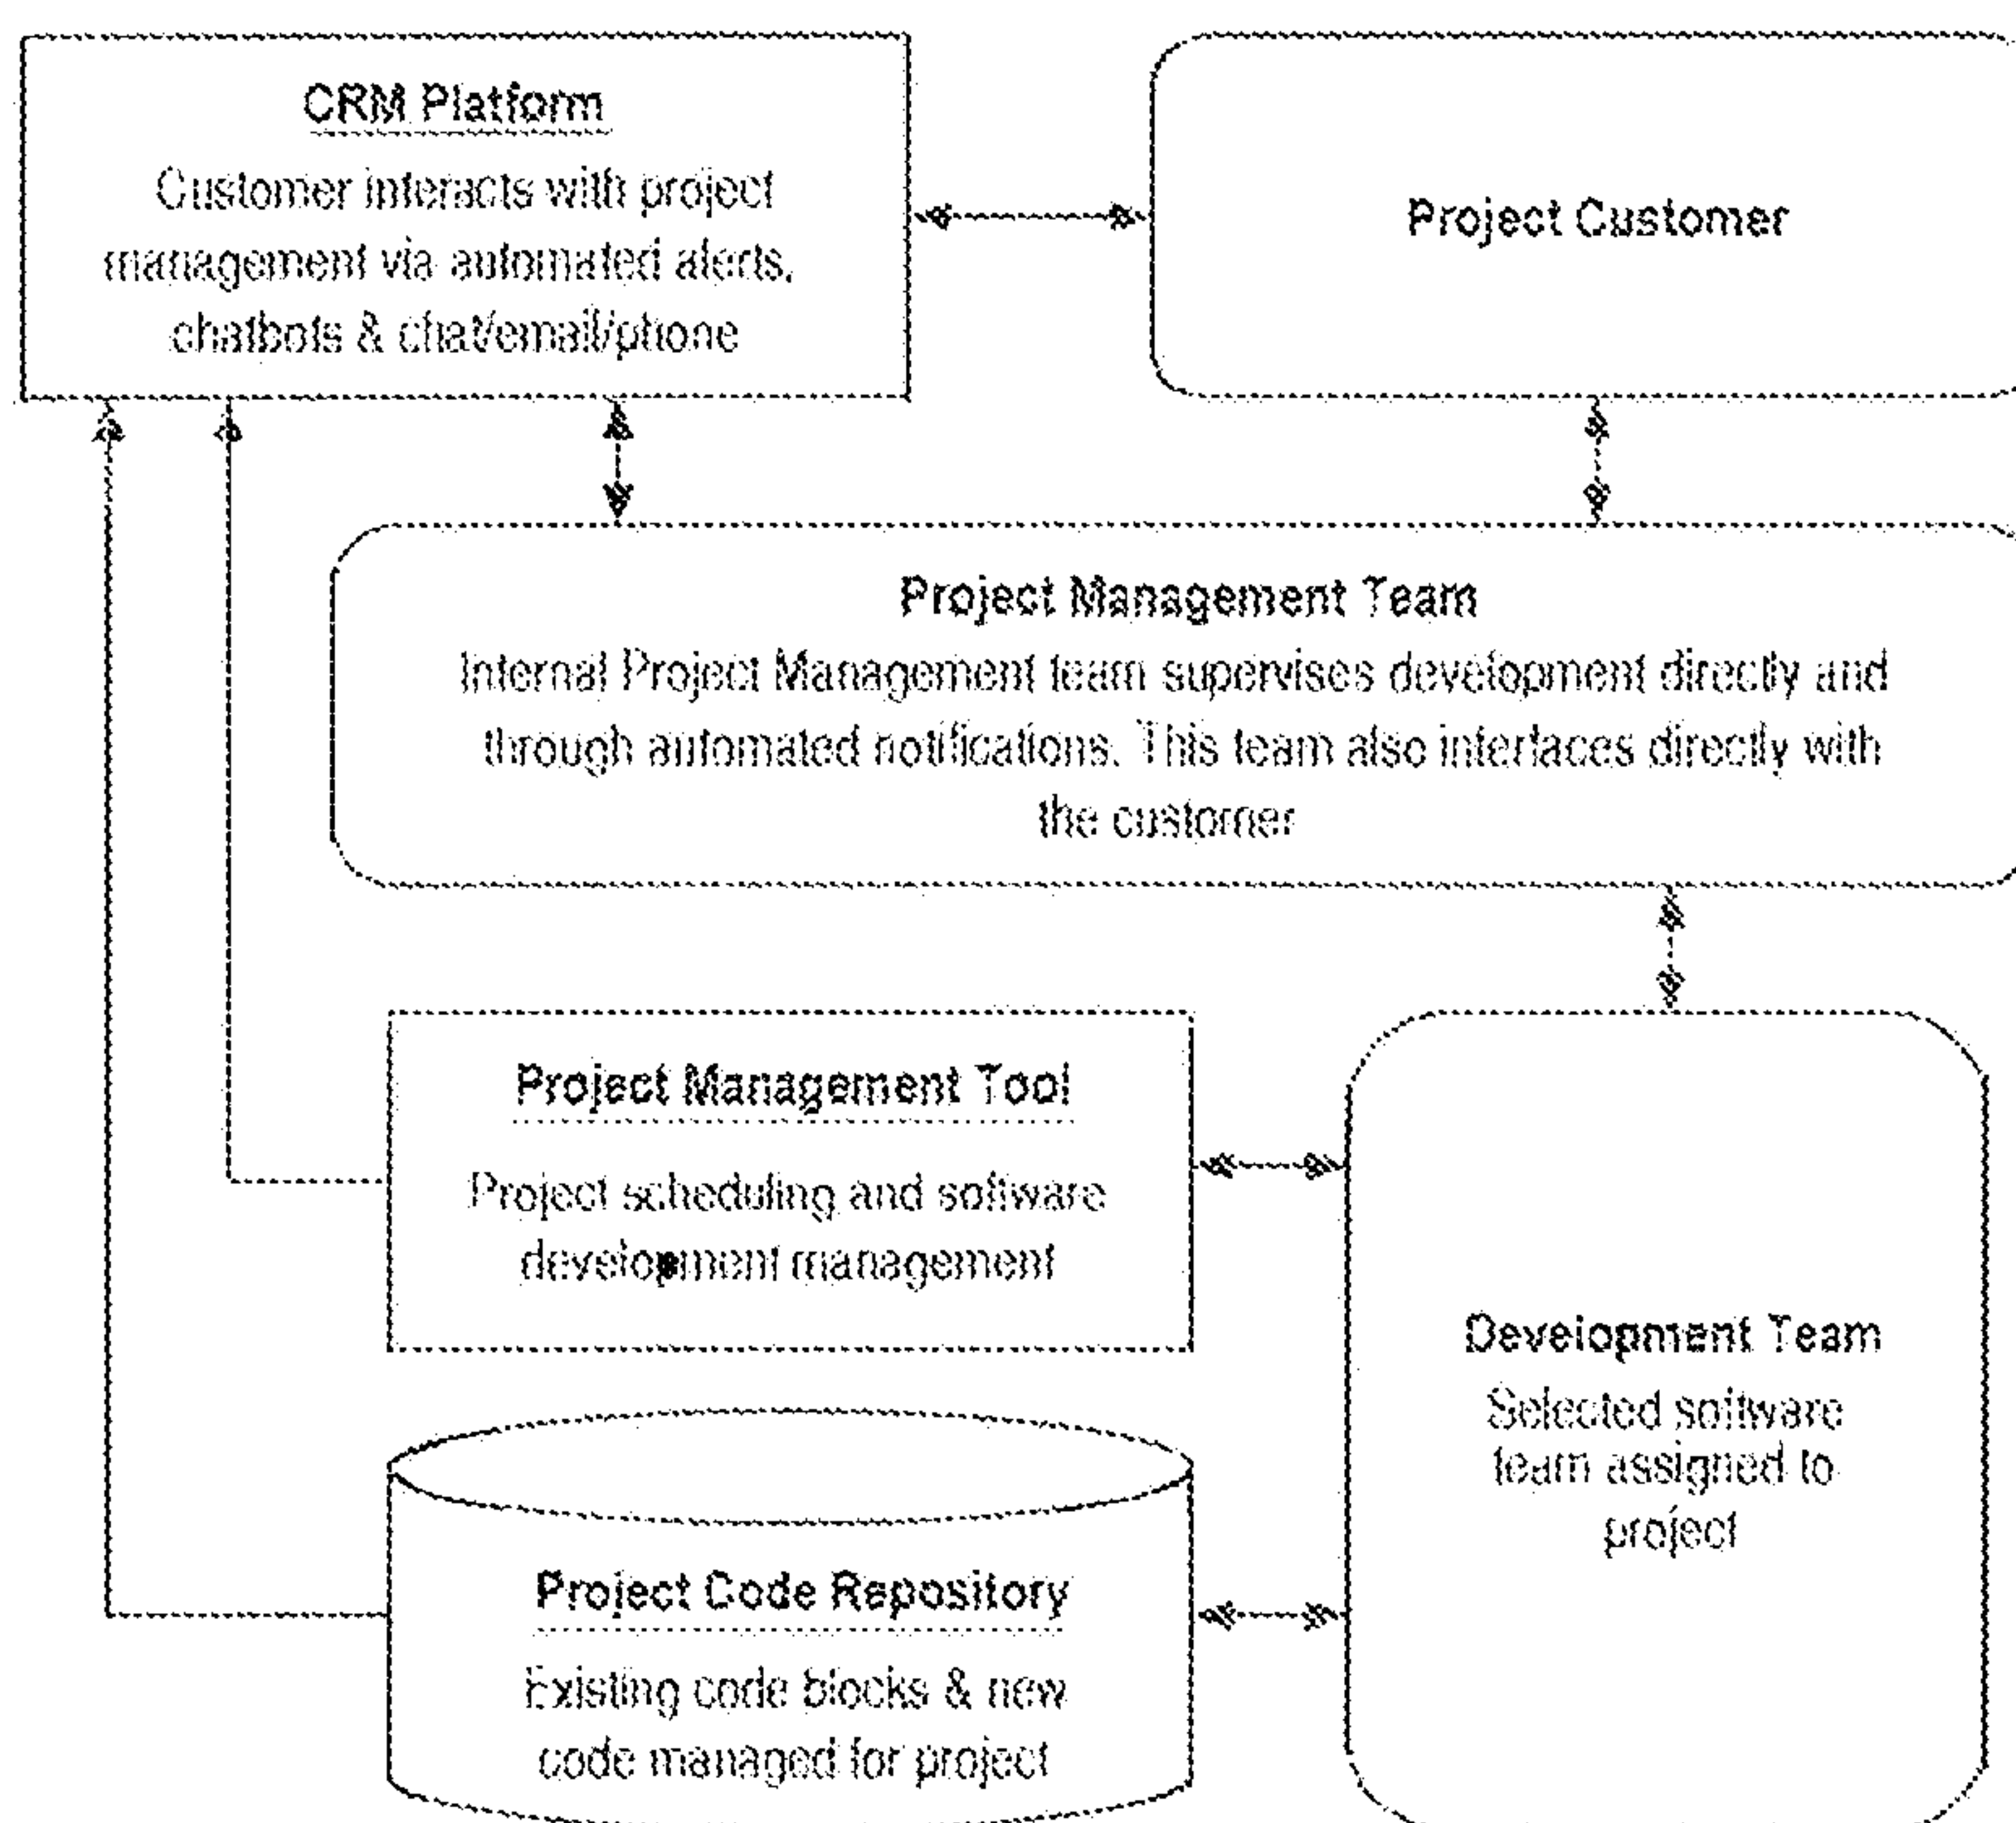 CRM Platform
Customer interacts with project
management via automated alerts,
chatbots & chat/email/phone
Project Customer
Project Management Team
Internal Project Management team supervises development directly and
through automated notifications. This team also interfaces directly with
the customer
Project Management Tool
Project scheduling and software
development management
Development Team
Selected software
team assigned to
project
Project Code Repository
Existing code blocks & new
code managed for project